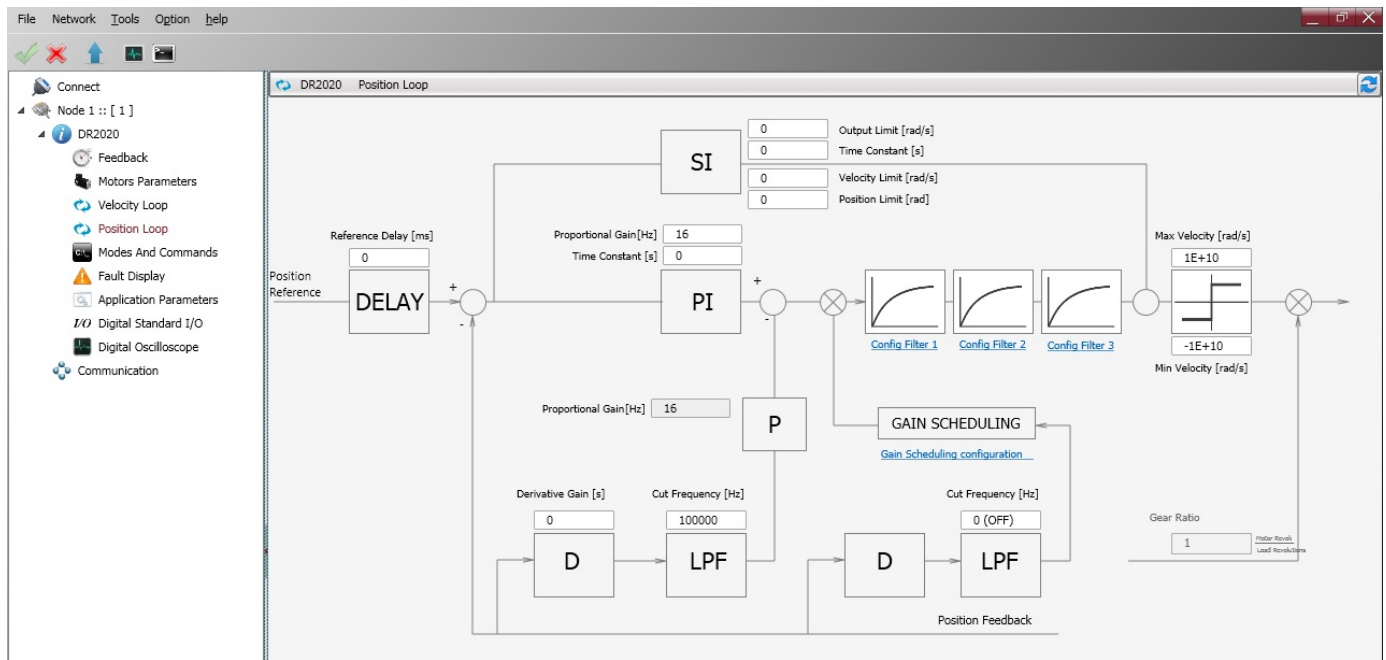 File Network Tools Option help
Connect
Node 1 :: [ 1 ]
DR2020
Feedback
Motors Parameters
Velocity Loop
Position Loop
Modes And Commands
Fault Display
Application Parameters
I/O Digital Standard I/O
Digital Oscilloscope
Communication
DR2020 Position Loop
SI
0 Output Limit [rad/s]
0 Time Constant [s]
0 Velocity Limit [rad/s]
0 Position Limit [rad]
Reference Delay [ms]
0
Position
Reference
DELAY
+
-
Proportional Gain[Hz] 16
Time Constant [s] 0
PI
+
-
Config Filter 1 Config Filter 2 Config Filter 3
Max Velocity [rad/s]
1E+10
-1E+10
Min Velocity [rad/s]
Proportional Gain[Hz] 16
P
GAIN SCHEDULING
Gain Scheduling configuration
Derivative Gain [s] Cut Frequency [Hz]
0 100000
D LPF
Cut Frequency [Hz]
0 (OFF)
D LPF
Gear Ratio
1
Motor Revol.
Load Revolutions
Position Feedback